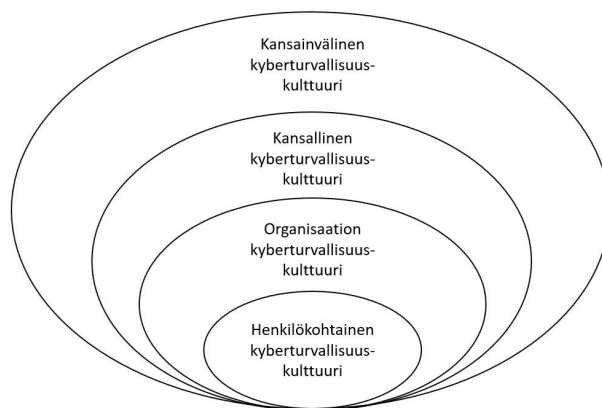 Kansainvälinen
kyberturvallisuus-
kulttuuri
Kansallinen
kyberturvallisuus-
kulttuuri
Organisaation
kyberturvallisuus-
kulttuuri
Henkilökohtainen
kyberturvallisuus-
kulttuuri